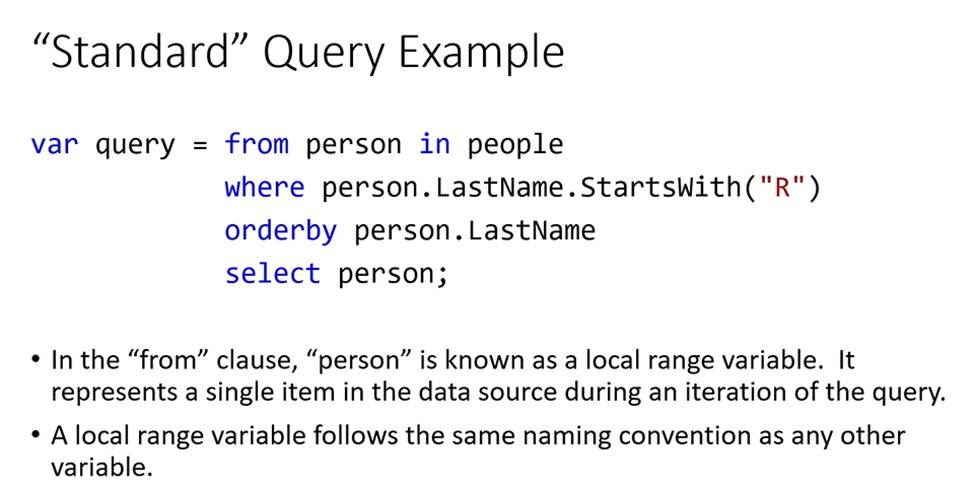 “Standard” Query Example
var query = from person in people
where person.LastName.StartsWith("R")
orderby person.LastName
select person;
• In the “from” clause, “person” is known as a local range variable. It
represents a single item in the data source during an iteration of the query.
• A local range variable follows the same naming convention as any other
variable.